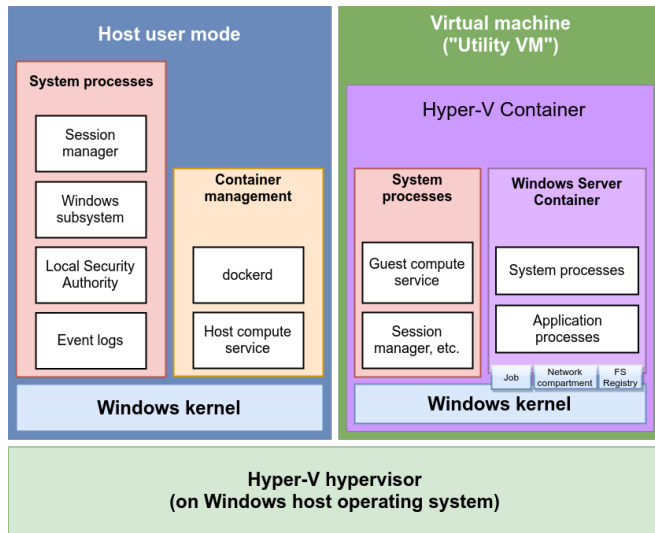 Host user mode
System processes
Session
manager
Windows
subsystem
Local Security
Authority
Event logs
Container
management
dockerd
Host compute
service
Windows kernel
Virtual machine
("Utility VM")
Hyper-V Container
System
processes
Guest compute
service
Session
manager, etc.
Windows Server
Container
System processes
Application
processes
Job
Network
compartment
FS
Registry
Windows kernel
Hyper-V hypervisor
(on Windows host operating system)